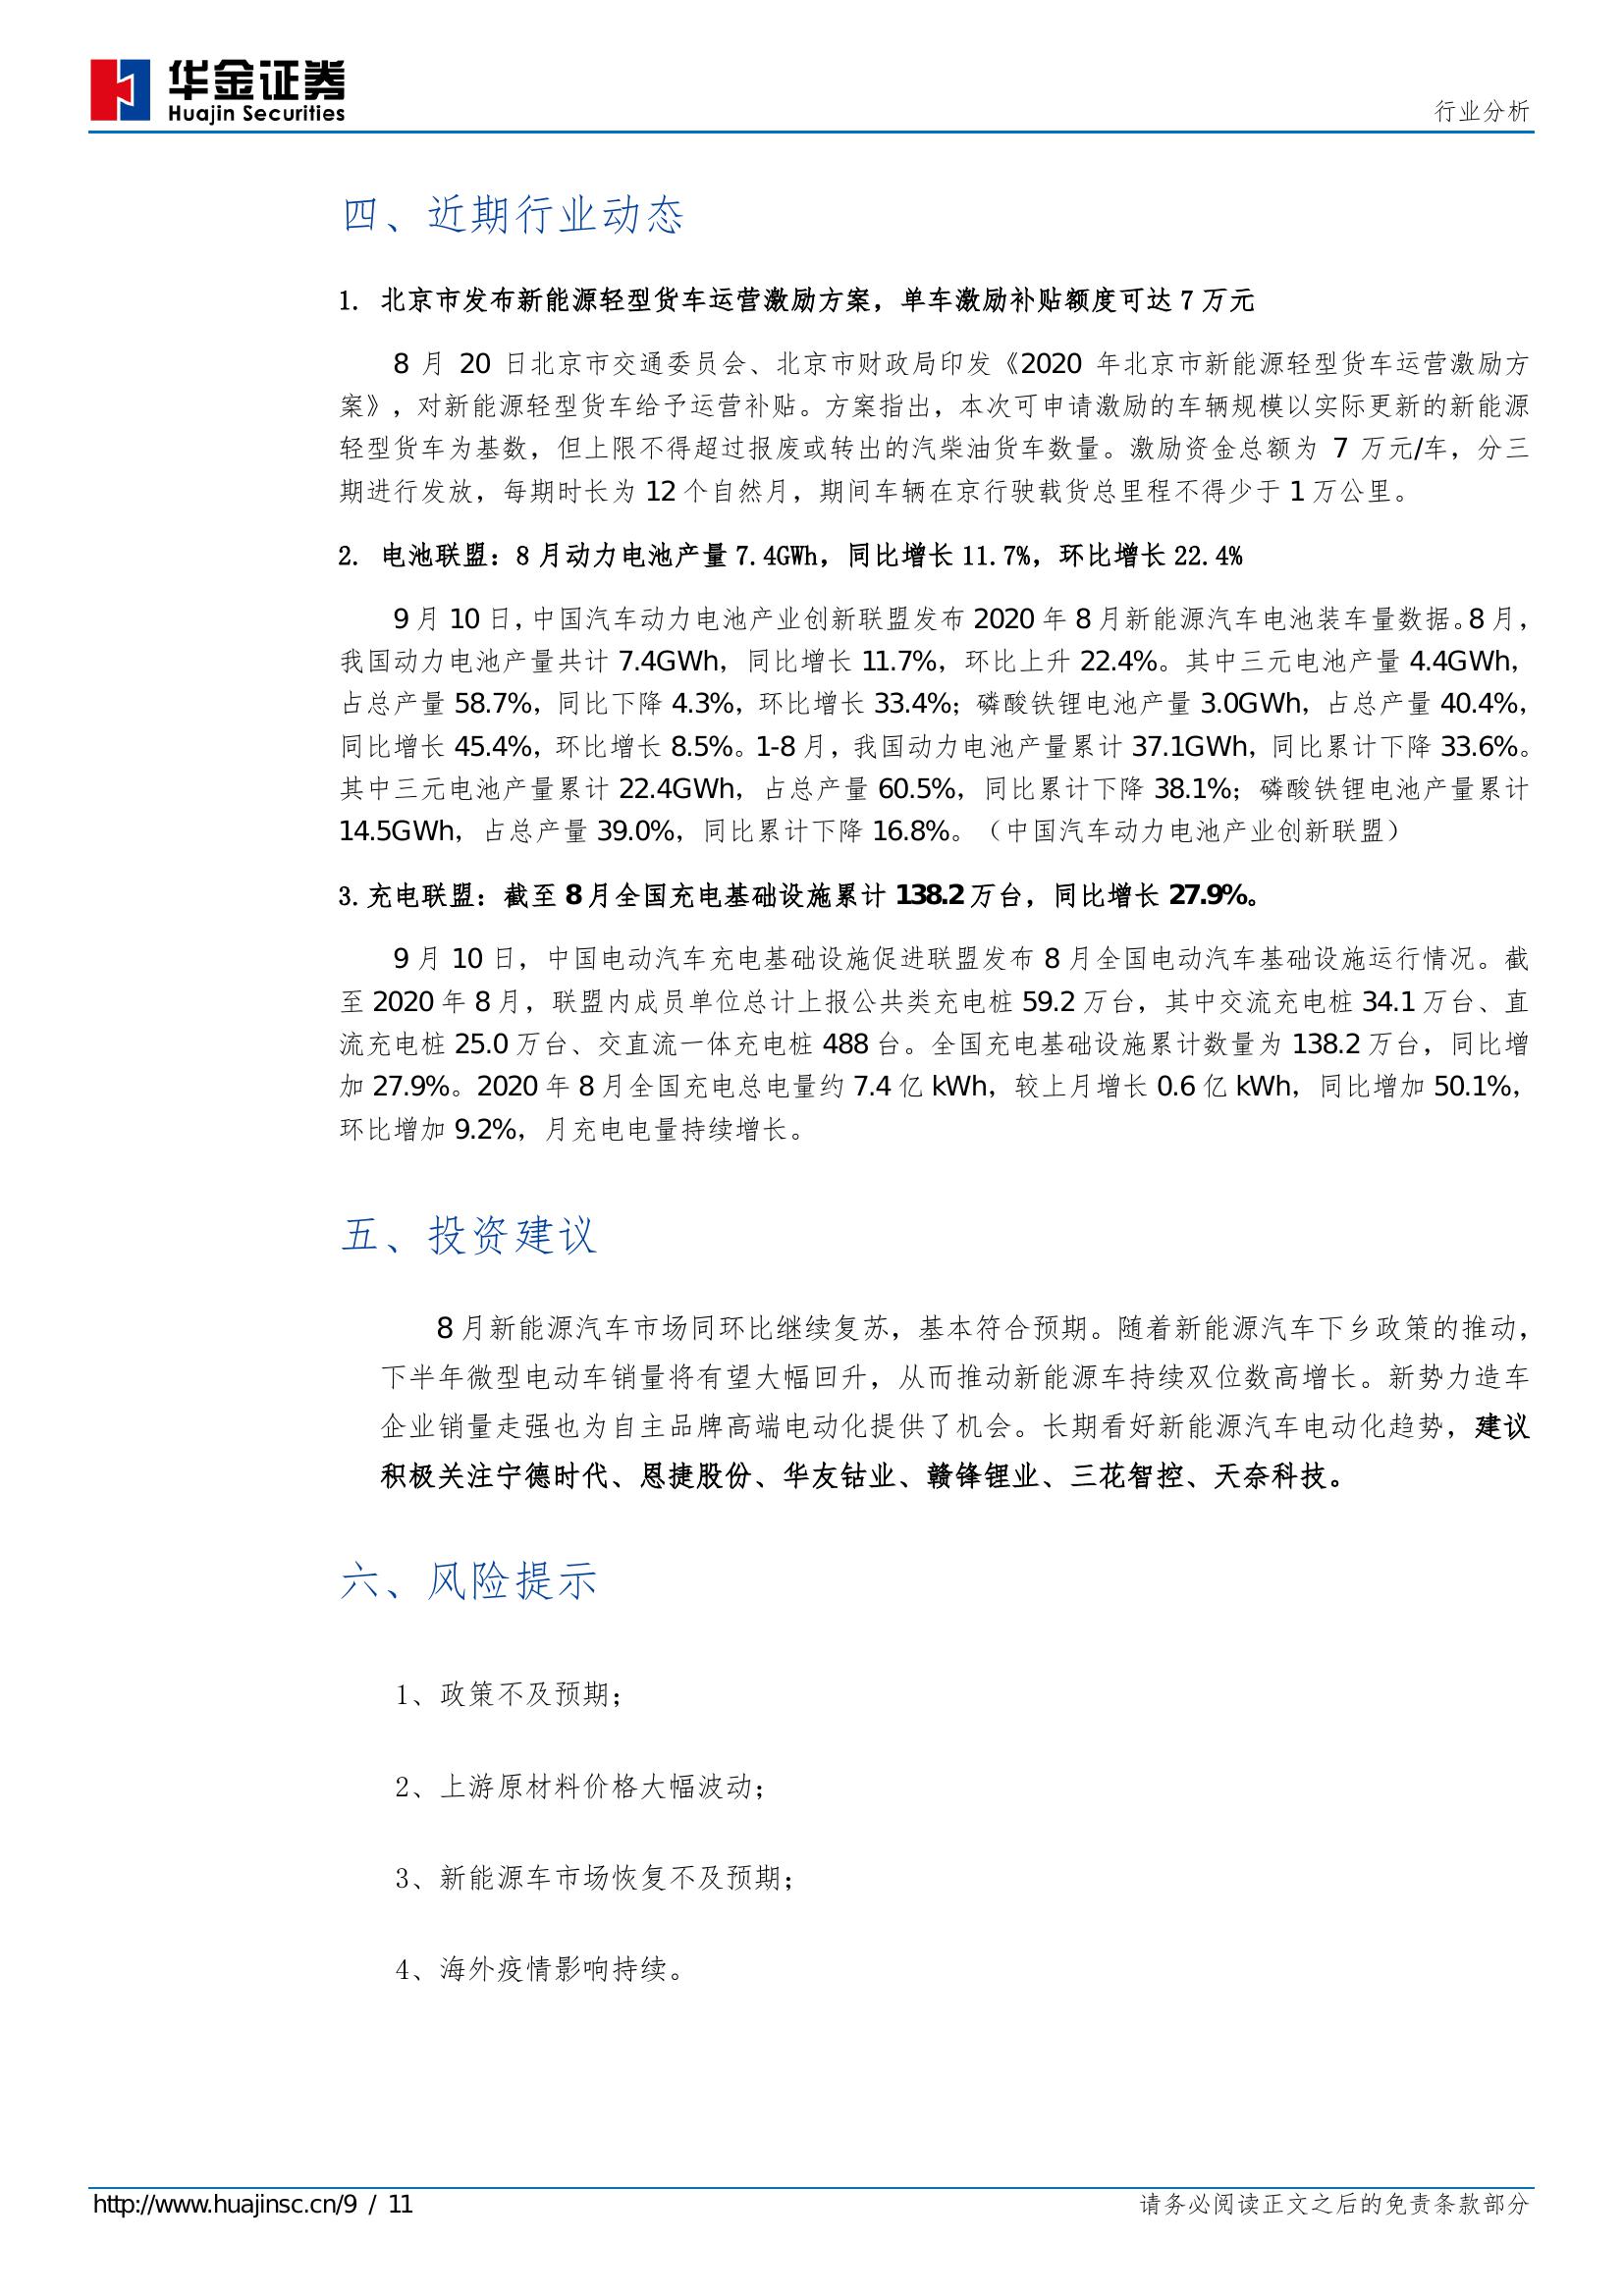 华金证券
Huajin Securities
行业分析
四、近期行业动态
1. 北京市发布新能源轻型货车运营激励方案，单车激励补贴额度可达 7 万元
8 月 20 日北京市交通委员会、北京市财政局印发《2020 年北京市新能源轻型货车运营激励方
案》，对新能源轻型货车给予运营补贴。方案指出，本次可申请激励的车辆规模以实际更新的新能源
轻型货车为基数，但上限不得超过报废或转出的汽柴油货车数量。激励资金总额为 7 万元/车，分三
期进行发放，每期时长为 12 个自然月，期间车辆在京行驶载货总里程不得少于 1 万公里。
2. 电池联盟：8 月动力电池产量 7.4GWh，同比增长 11.7%，环比增长 22.4%
9 月 10 日，中国汽车动力电池产业创新联盟发布 2020 年 8 月新能源汽车电池装车量数据。8 月，
我国动力电池产量共计 7.4GWh，同比增长 11.7%，环比上升 22.4%。其中三元电池产量 4.4GWh，
占总产量 58.7%，同比下降 4.3%，环比增长 33.4%；磷酸铁锂电池产量 3.0GWh，占总产量 40.4%，
同比增长 45.4%，环比增长 8.5%。1-8 月，我国动力电池产量累计 37.1GWh，同比累计下降 33.6%。
其中三元电池产量累计 22.4GWh，占总产量 60.5%，同比累计下降 38.1%；磷酸铁锂电池产量累计
14.5GWh，占总产量 39.0%，同比累计下降 16.8%。（中国汽车动力电池产业创新联盟）
3. 充电联盟：截至 8 月全国充电基础设施累计 138.2 万台，同比增长 27.9%。
9 月 10 日，中国电动汽车充电基础设施促进联盟发布 8 月全国电动汽车基础设施运行情况。截
至 2020 年 8 月，联盟内成员单位总计上报公共类充电桩 59.2 万台，其中交流充电桩 34.1 万台、直
流充电桩 25.0 万台、交直流一体充电桩 488 台。全国充电基础设施累计数量为 138.2 万台，同比增
加 27.9%。2020 年 8 月全国充电总电量约 7.4 亿 kWh，较上月增长 0.6 亿 kWh，同比增加 50.1%，
环比增加 9.2%，月充电电量持续增长。
五、投资建议
8 月新能源汽车市场同环比继续复苏，基本符合预期。随着新能源汽车下乡政策的推动，
下半年微型电动车销量将有望大幅回升，从而推动新能源车持续双位数高增长。新势力造车
企业销量走强也为自主品牌高端电动化提供了机会。长期看好新能源汽车电动化趋势，建议
积极关注宁德时代、恩捷股份、华友钴业、赣锋锂业、三花智控、天奈科技。
六、风险提示
1、政策不及预期；
2、上游原材料价格大幅波动；
3、新能源车市场恢复不及预期；
4、海外疫情影响持续。
http://www.huajinsc.cn/9 / 11
请务必阅读正文之后的免责条款部分